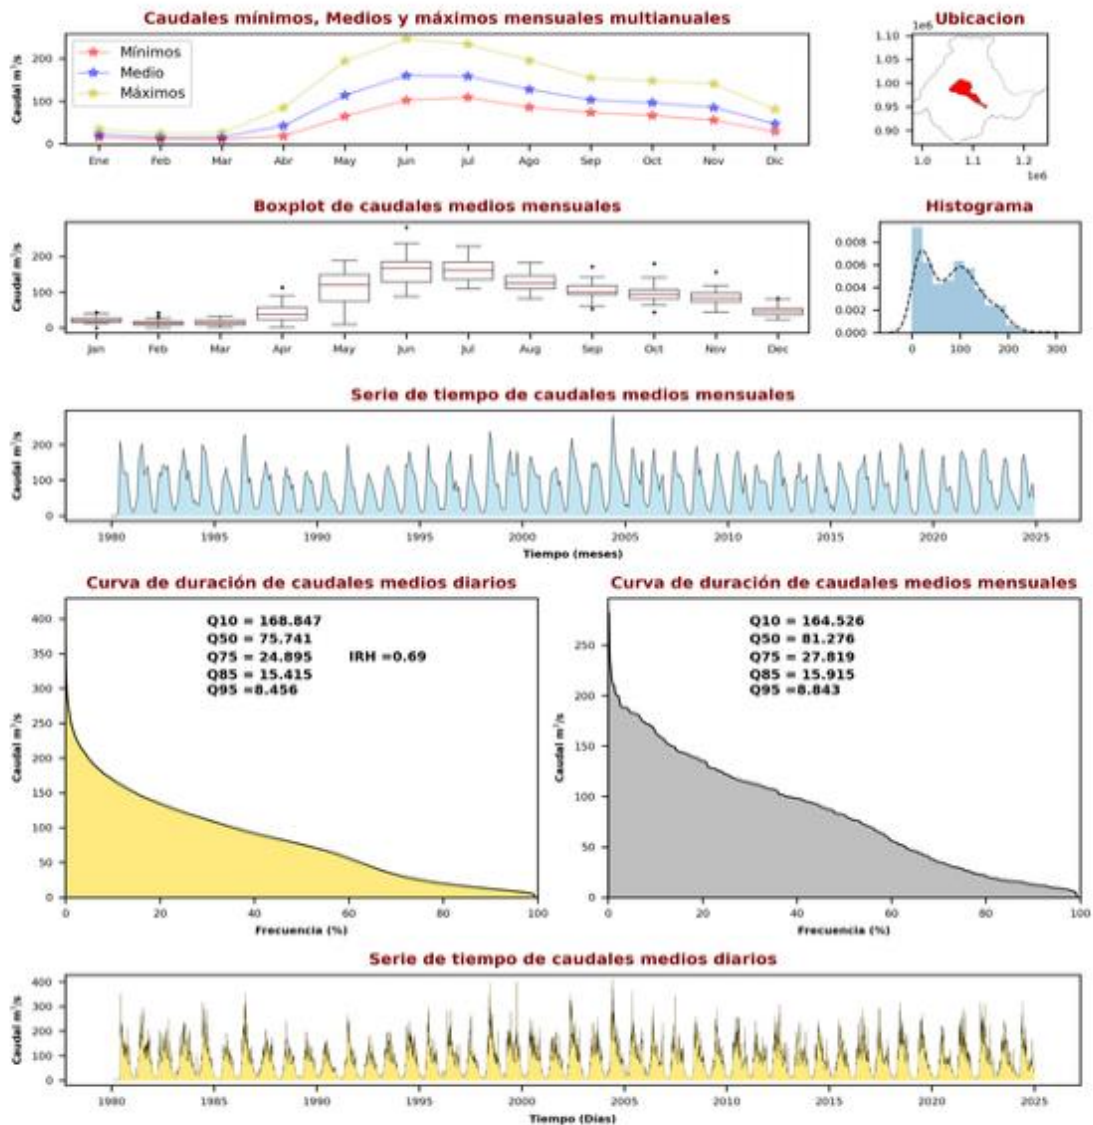 Caudales mínimos, Medios y máximos mensuales multianuales
Caudal m³/s
200
100
0
Mínimos
Medio
Máximos
Ene Feb Mar Abr May Jun Jul Ago Sep Oct Nov Dic
Ubicacion
1e6
1.10
1.05
1.00
0.95
0.90
1.0 1.1 1.2
1e6
Boxplot de caudales medios mensuales
Caudal m³/s
200
100
0
Jan Feb Mar Apr May Jun Jul Aug Sep Oct Nov Dec
Histograma
0.008
0.006
0.004
0.002
0.000
0 100 200 300
Serie de tiempo de caudales medios mensuales
Caudal m³/s
200
100
0
1980 1985 1990 1995 2000 2005 2010 2015 2020 2025
Tiempo (meses)
Curva de duración de caudales medios diarios
Caudal m³/s
400
350
300
250
200
150
100
50
0
Q10 = 168.847
Q50 = 75.741
Q75 = 24.895 IRH =0.69
Q85 = 15.415
Q95 =8.456
0 20 40 60 80 100
Frecuencia (%)
Curva de duración de caudales medios mensuales
Caudal m³/s
250
200
150
100
50
0
Q10 = 164.526
Q50 = 81.276
Q75 = 27.819
Q85 = 15.915
Q95 =8.843
0 20 40 60 80 100
Frecuencia (%)
Serie de tiempo de caudales medios diarios
Caudal m³/s
400
300
200
100
0
1980 1985 1990 1995 2000 2005 2010 2015 2020 2025
Tiempo (Días)